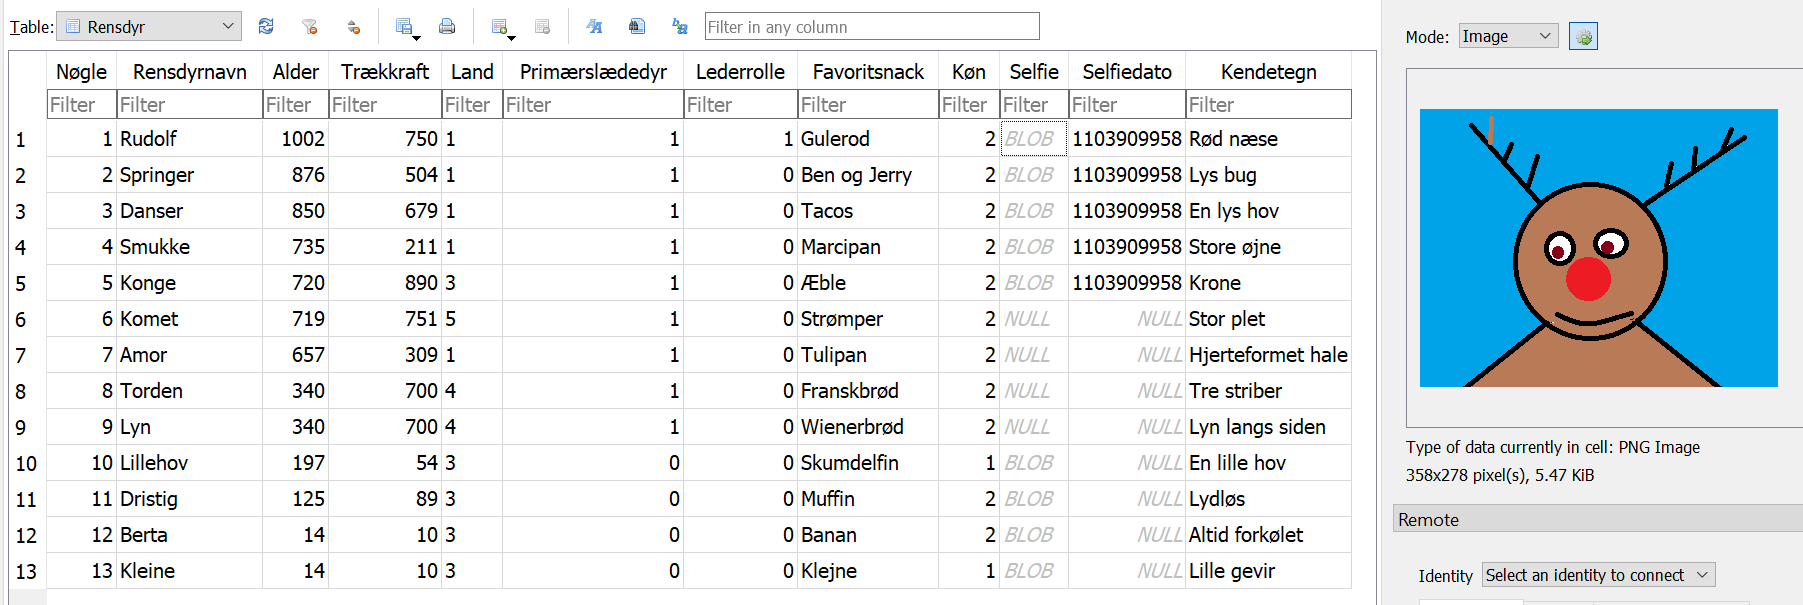 Table: Rensdyr Filter in any column
Nøgle Rensdyrnavn Alder Trækkraft Land Primærslædedyr Lederrolle Favoritsnack Køn Selfie Selfiedato Kendetegn
Filter Filter Filter Filter Filter Filter Filter Filter Filter Filter Filter Filter
1 1 Rudolf 1002 750 1 1 1 Gulerod 2 BLOB 1103909958 Rød næse
2 2 Springer 876 504 1 1 0 Ben og Jerry 2 BLOB 1103909958 Lys bug
3 3 Danser 850 679 1 1 0 Tacos 2 BLOB 1103909958 En lys hov
4 4 Smukke 735 211 1 1 0 Marcipan 2 BLOB 1103909958 Store øjne
5 5 Konge 720 890 3 1 0 Æble 2 BLOB 1103909958 Krone
6 6 Komet 719 751 5 1 0 Strømper 2 NULL NULL Stor plet
7 7 Amor 657 309 1 1 0 Tulipan 2 NULL NULL Hjerteformet hale
8 8 Torden 340 700 4 1 0 Franskbrød 2 NULL NULL Tre striber
9 9 Lyn 340 700 4 1 0 Wienerbrød 2 NULL NULL Lyn langs siden
10 10 Lillehov 197 54 3 0 0 Skumdelfin 1 BLOB NULL En lille hov
11 11 Dristig 125 89 3 0 0 Muffin 2 BLOB NULL Lydløs
12 12 Berta 14 10 3 0 0 Banan 2 BLOB NULL Altid forkølet
13 13 Kleine 14 10 3 0 0 Klejne 1 BLOB NULL Lille gevir
Mode: Image
Type of data currently in cell: PNG Image
358x278 pixel(s), 5.47 KiB
Remote
Identity Select an identity to connect